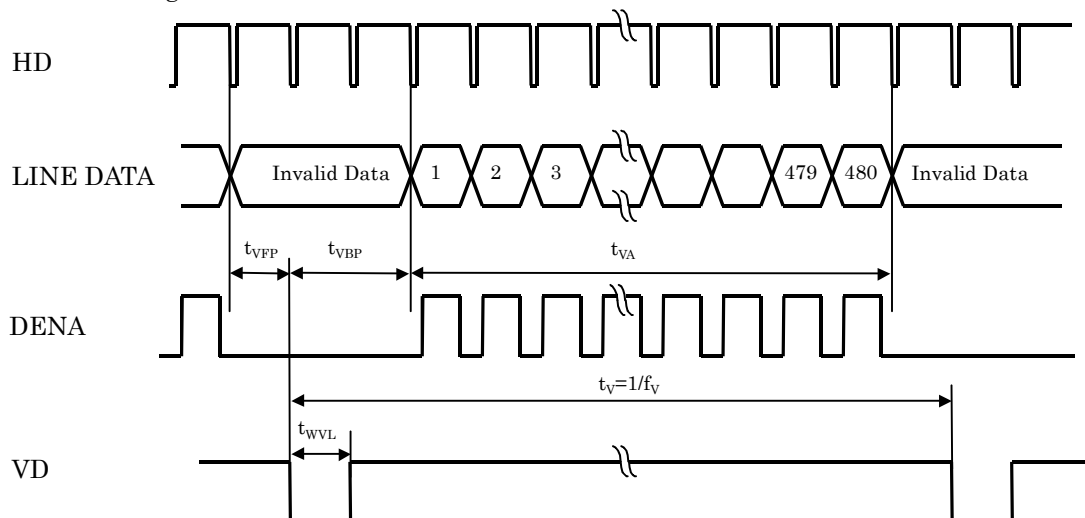 HD
LINE DATA
Invalid Data 1 2 3 479 480 Invalid Data
tVFP tVBP tVA
DENA
tV=1/fV
tWVL
VD